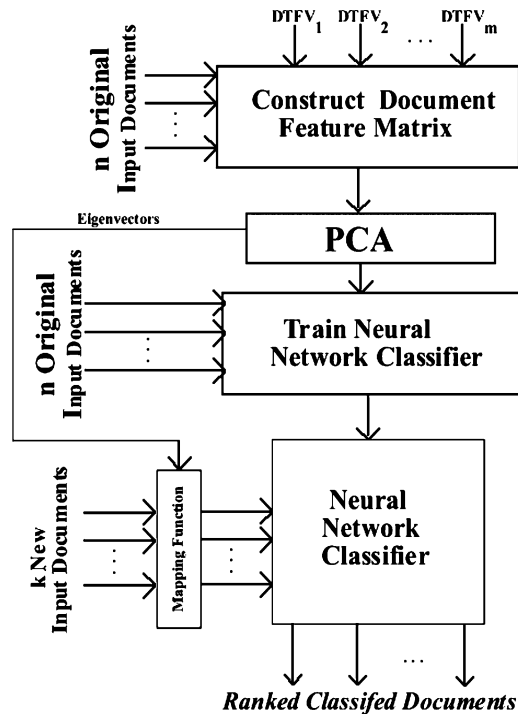 DTFV1 DTFV2 ... DTFVm
n Original
Input Documents
...
Construct Document
Feature Matrix
Eigenvectors
PCA
n Original
Input Documents
...
Train Neural
Network Classifier
k New
Input Documents
...
Mapping Function
...
Neural
Network
Classifier
...
Ranked Classifed Documents